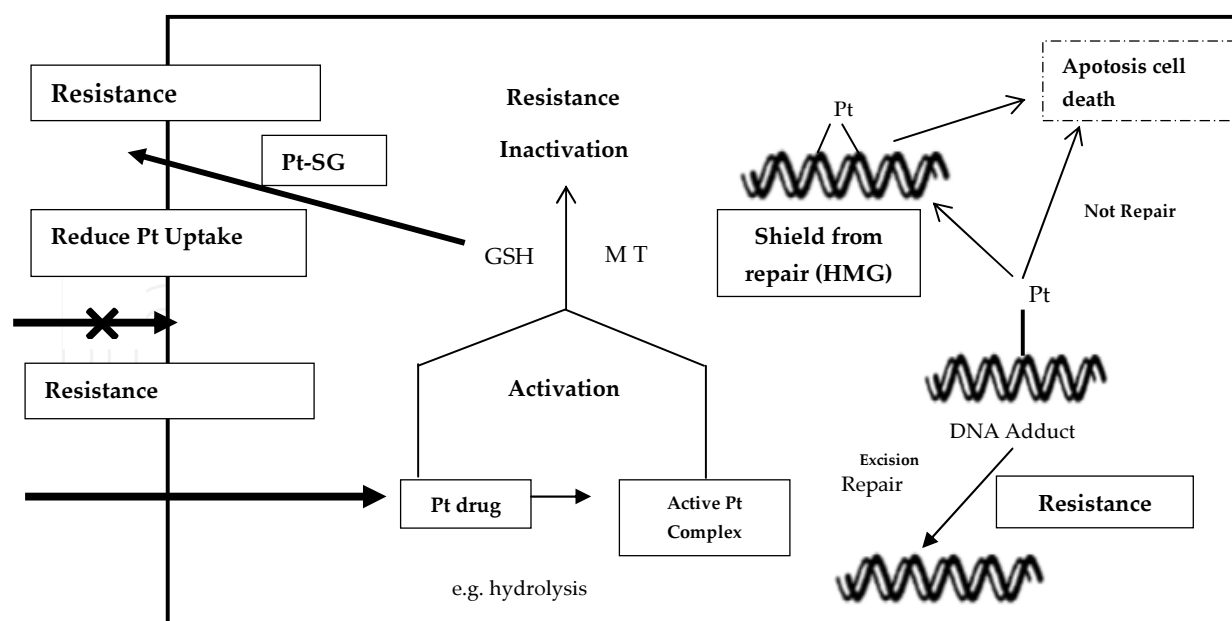 Resistance
Pt-SG
Reduce Pt Uptake
Resistance
Resistance
Inactivation
GSH
M T
Activation
Pt drug
Active Pt
Complex
e.g. hydrolysis
Pt
Shield from
repair (HMG)
Apotosis cell
death
Not Repair
Pt
DNA Adduct
Excision
Repair
Resistance